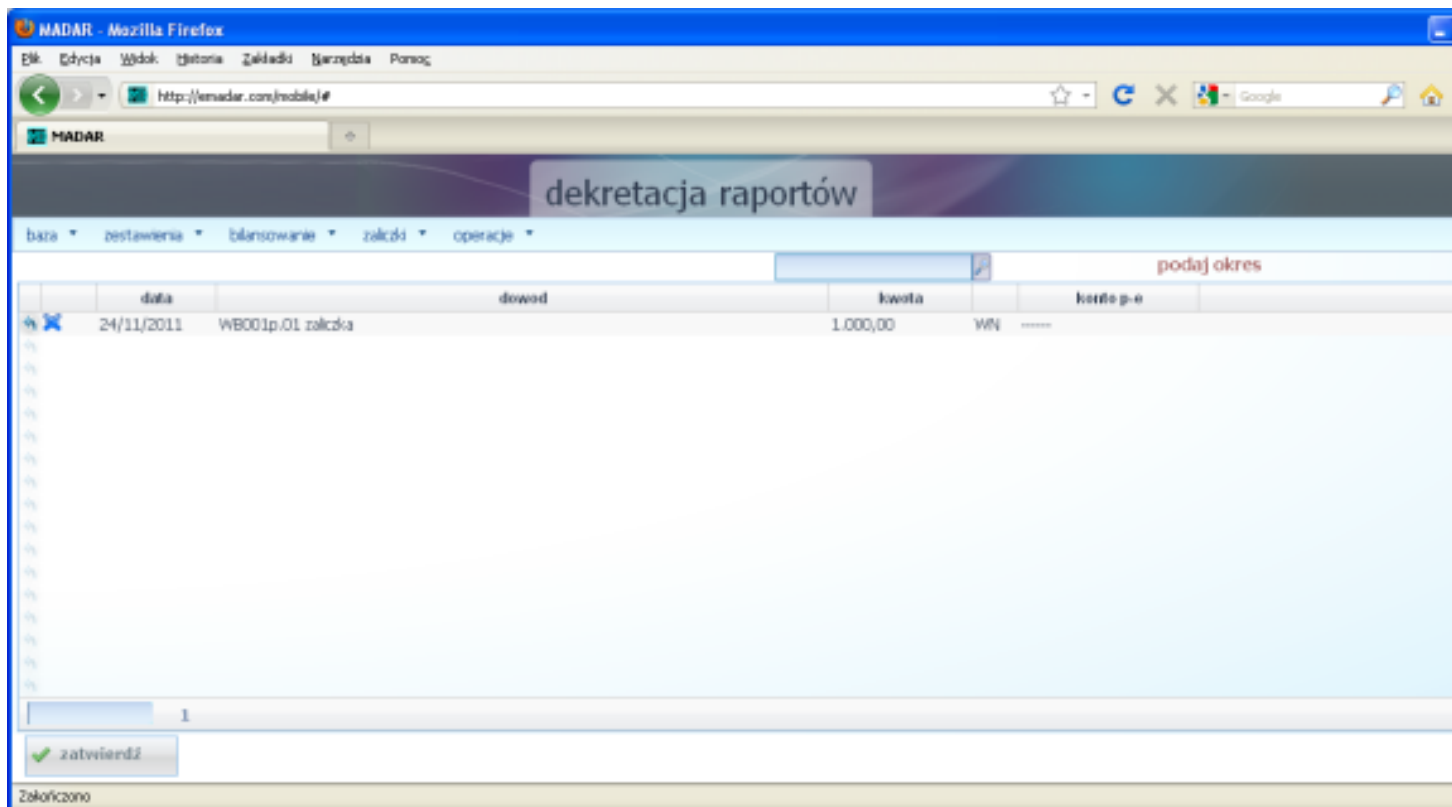 MADAR - Mozilla Firefox
Plik Edycja Widok Historia Zakładki Narzędzia Pomoc
http://emadar.com/mobile/# Google
MADAR
dekretacja raportów
baza zestawienia bilansowanie zaliczki operacje
podaj okres
data dowod kwota konto p-e
24/11/2011 WB001p.01 zaliczka 1.000,00 WN ------
1
zatwierdź
Zakończono